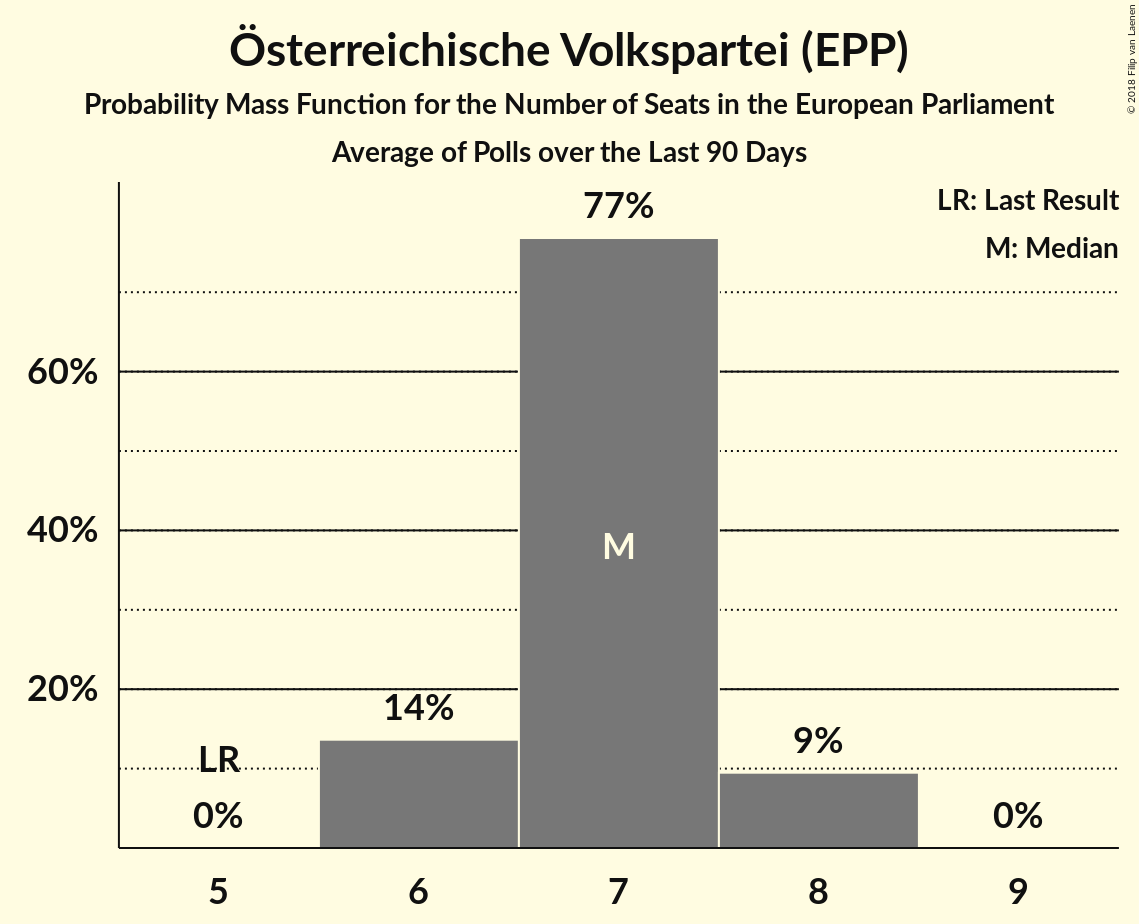 Österreichische Volkspartei (EPP)
Probability Mass Function for the Number of Seats in the European Parliament
Average of Polls over the Last 90 Days
© 2018 Filip van Laenen
LR: Last Result
M: Median
77%
60%
40%
M
20%
14%
9%
LR
0%
0%
5 6 7 8 9